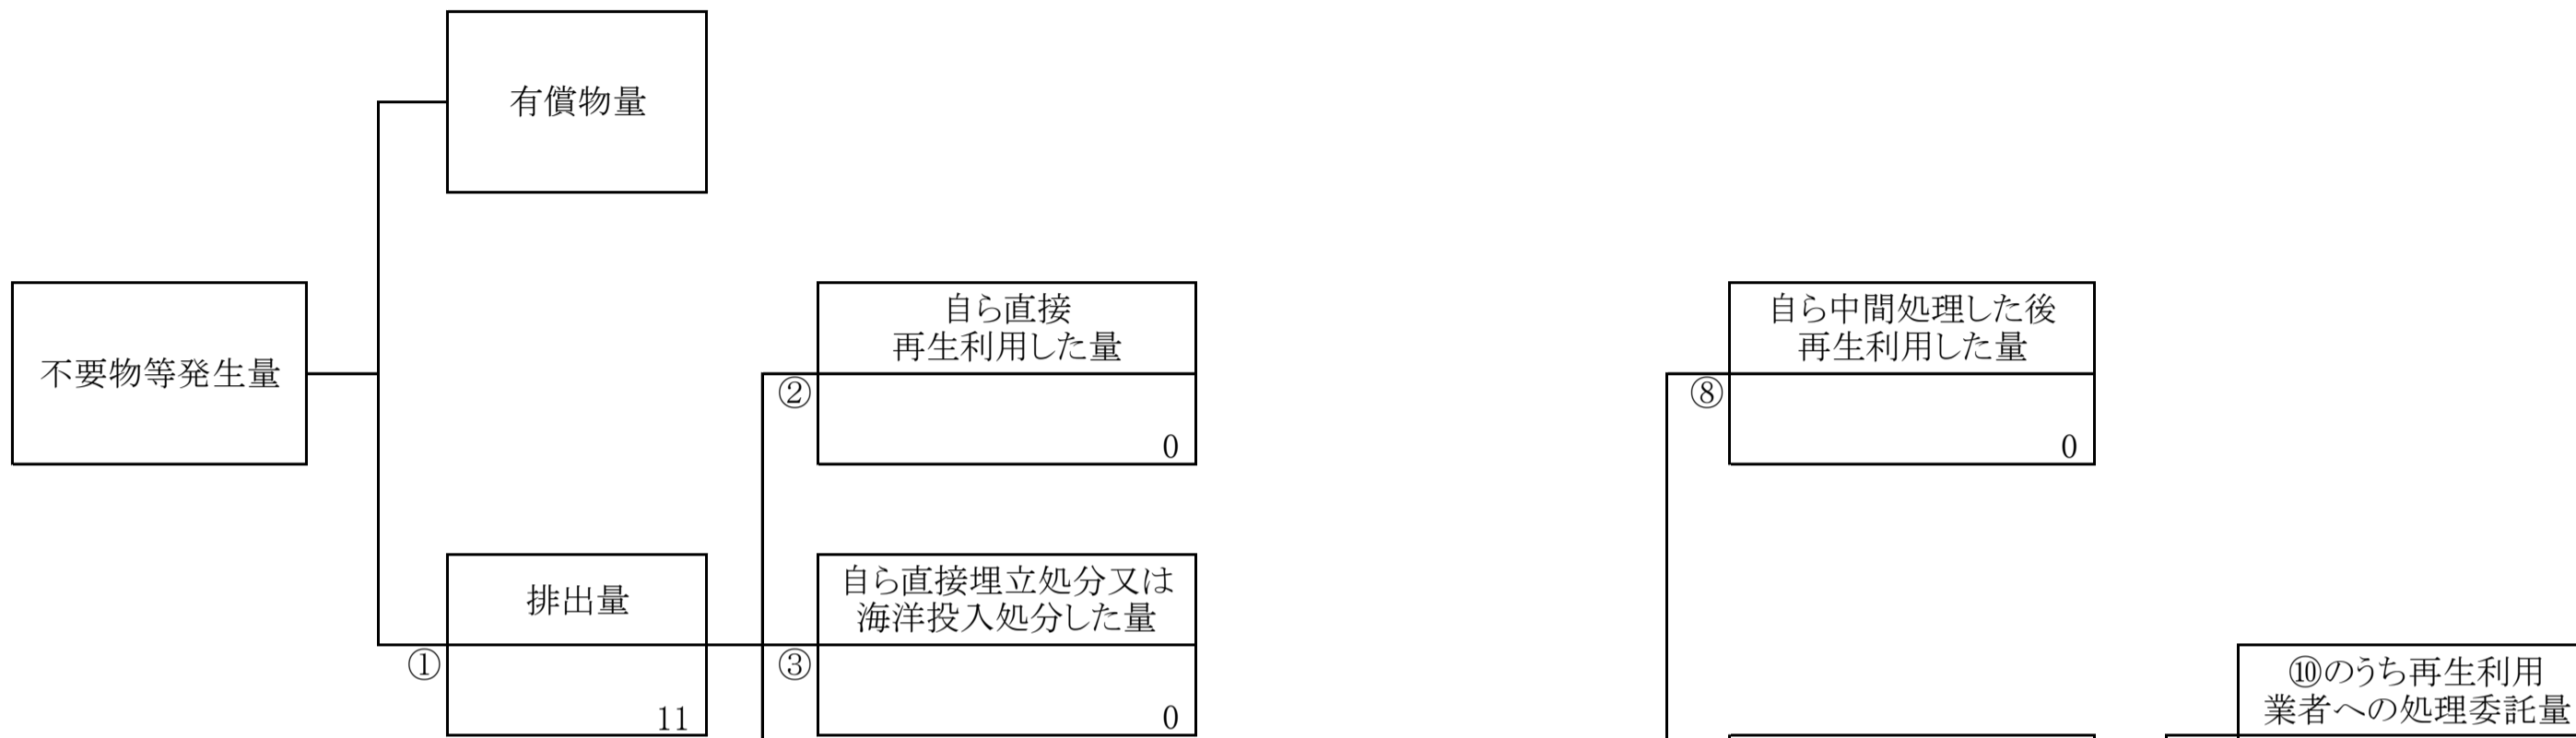 有償物量
不要物等発生量
自ら直接
再生利用した量
②
0
自ら中間処理した後
再生利用した量
⑧
0
排出量
①
11
自ら直接埋立処分又は
海洋投入処分した量
③
0
⑩のうち再生利用
業者への処理委託量